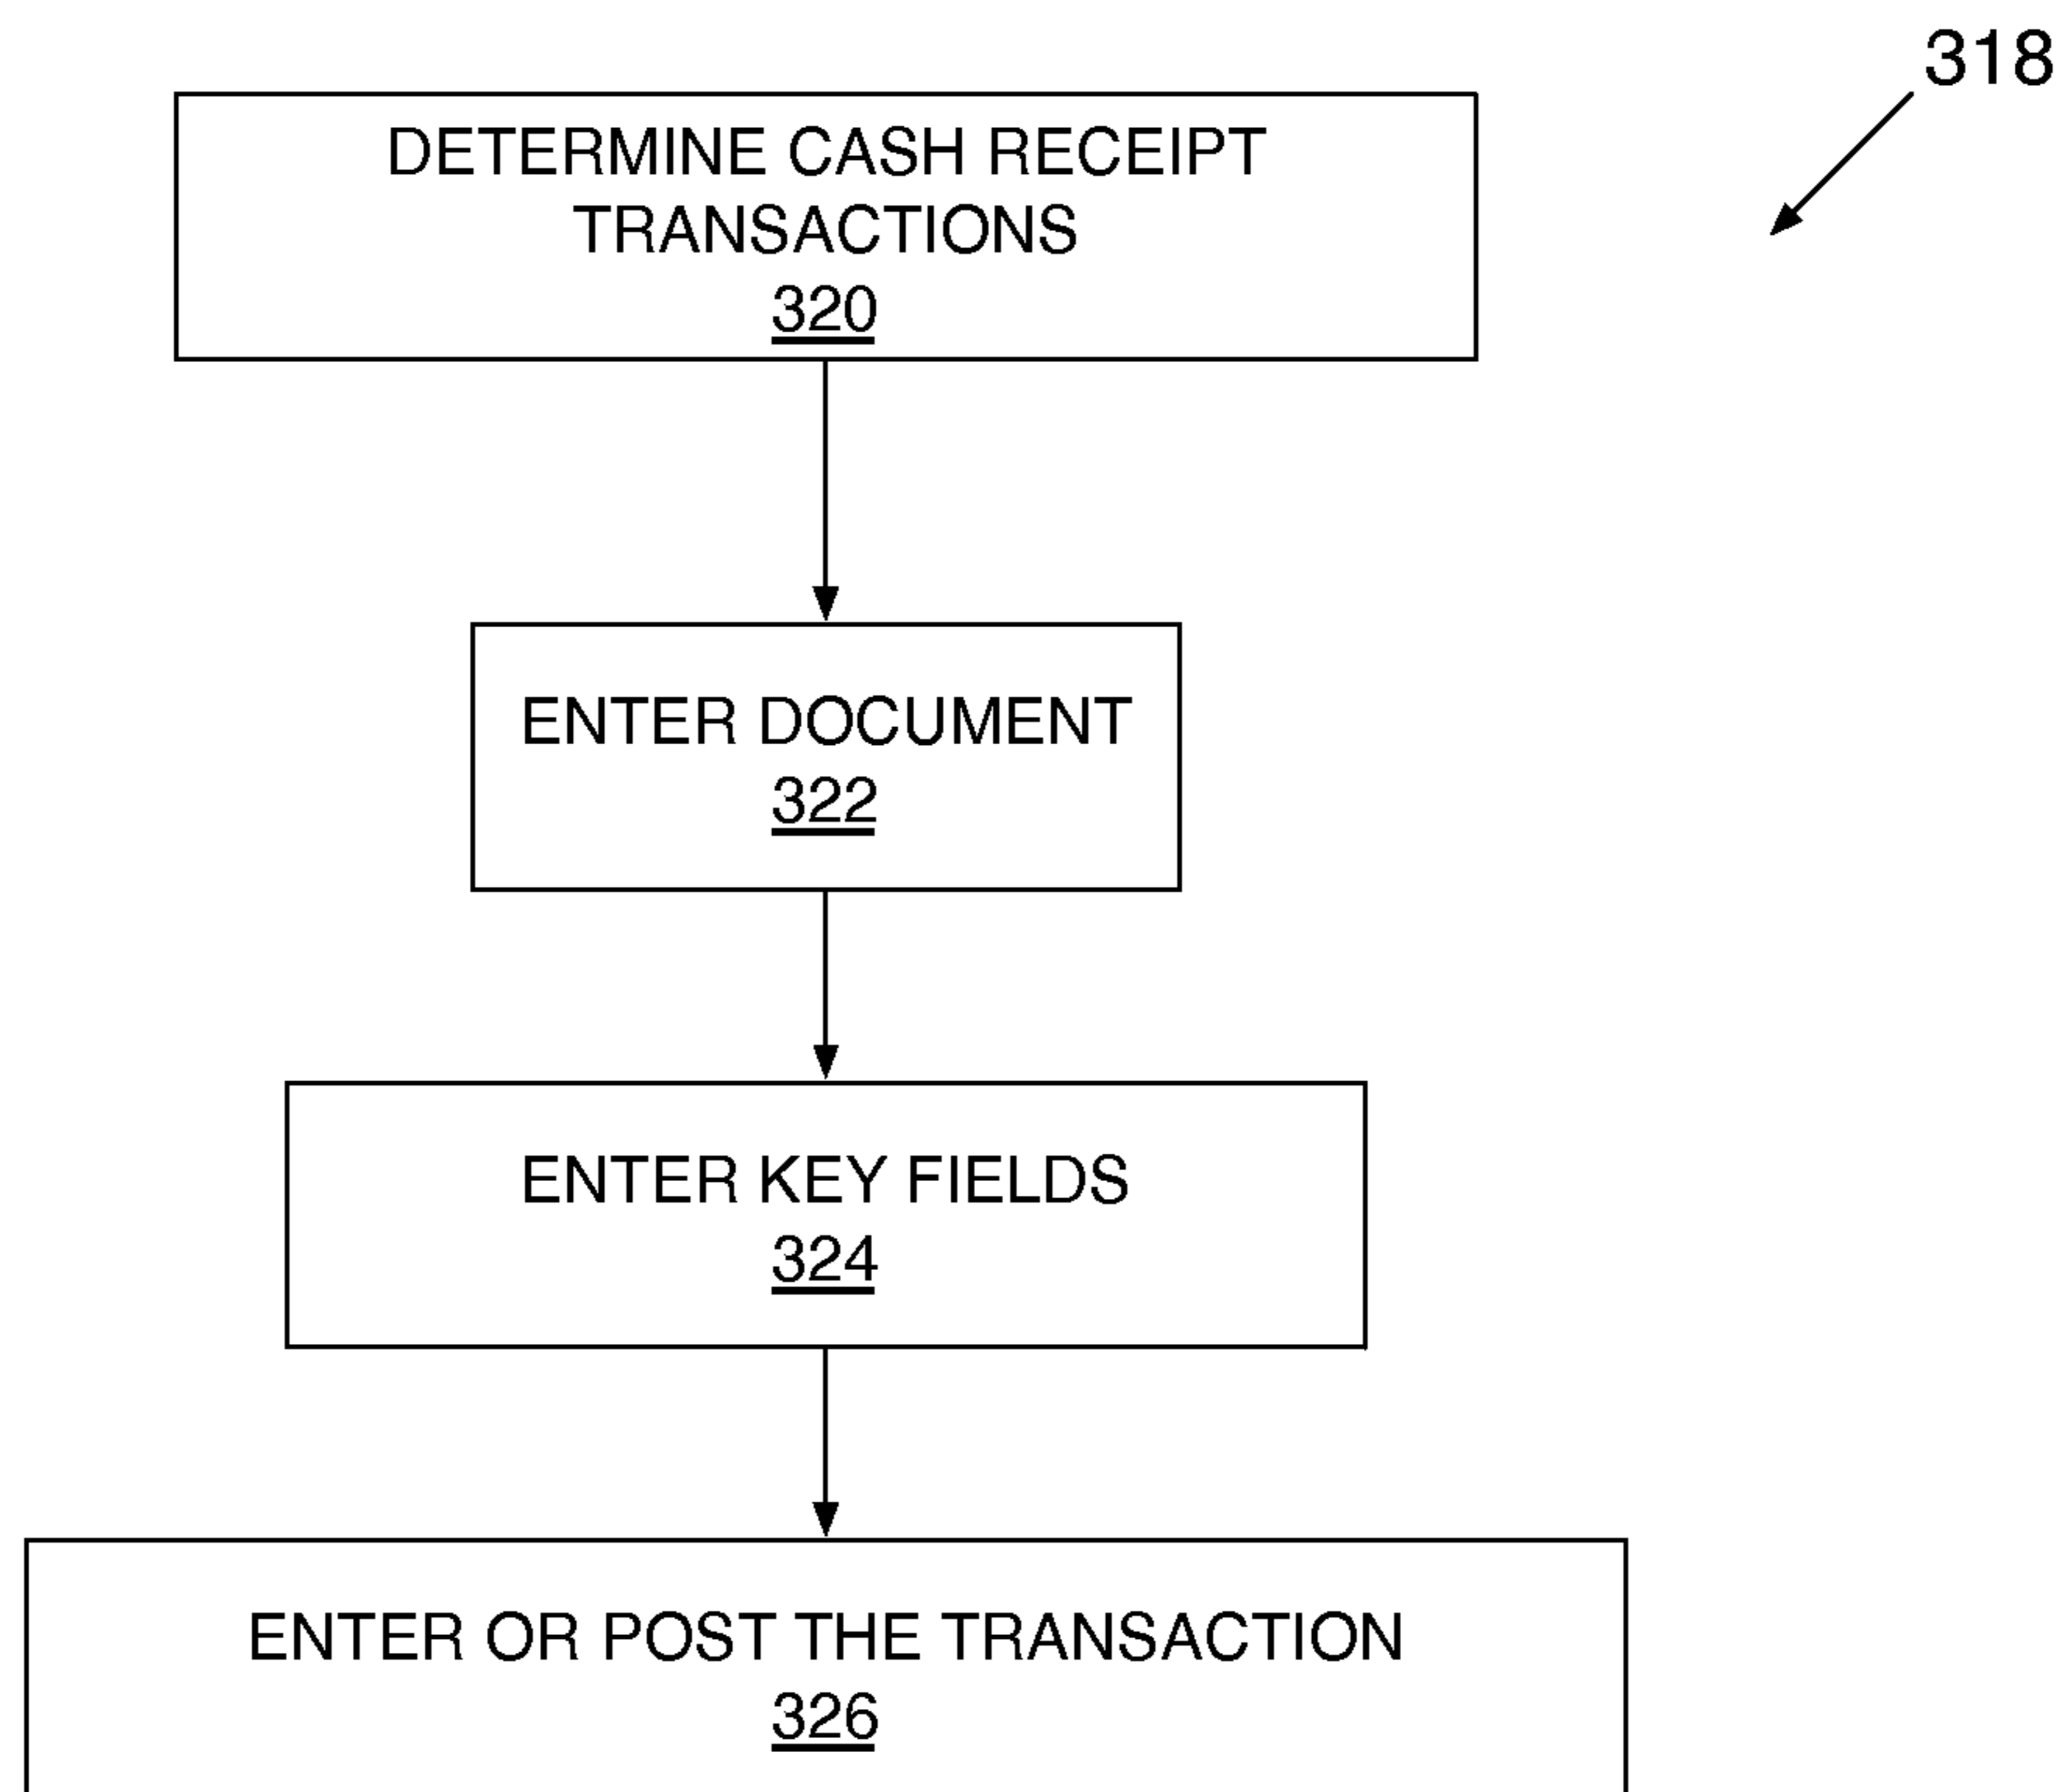 318
DETERMINE CASH RECEIPT
TRANSACTIONS
320
ENTER DOCUMENT
322
ENTER KEY FIELDS
324
ENTER OR POST THE TRANSACTION
326